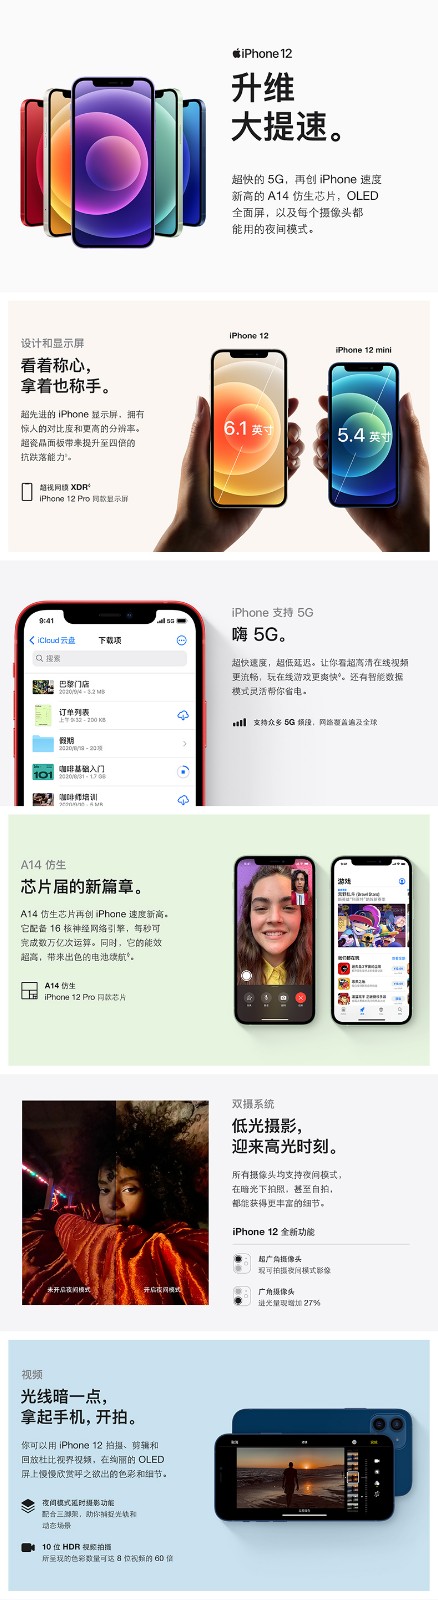 iPhone 12
升维
大提速。
超快的 5G，再创 iPhone 速度
新高的 A14 仿生芯片，OLED
全面屏，以及每个摄像头都
能用的夜间模式。
设计和显示屏
看着称心，
拿着也称手。
超先进的 iPhone 显示屏，拥有
惊人的对比度和更高的分辨率。
超瓷晶面板带来提升至四倍的
抗跌落能力
超视网膜 XDR
iPhone 12 Pro 同款显示屏
iPhone 12
6.1 英寸
iPhone 12 mini
5.4 英寸
9:41
5G
iCloud 云盘
下载项
搜索
巴黎门店
2020/9/4 - 3.2 MB
订单列表
上午 9:32 - 200 KB
假期
咖啡基础入门
2020/8/31 - 1.7 GB
101
咖啡师培训
iPhone 支持 5G
嗨 5G。
超快速度，超低延迟。让你看超高清在线视频
更流畅，玩在线游戏更爽快。还有智能数据
模式灵活帮你省电。
支持众多 5G 频段，网络覆盖遍及全球
A14 仿生
芯片届的新篇章。
A14 仿生芯片再创 iPhone 速度新高。
它配备 16 核神经网络引擎，每秒可
完成数万亿次运算。同时，它的能效
超高，带来出色的电池续航。
A14 仿生
iPhone 12 Pro 同款芯片
游戏
双摄系统
低光摄影，
迎来高光时刻。
所有摄像头均支持夜间模式，
在暗光下拍照，甚至自拍，
都能获得更丰富的细节。
iPhone 12 全新功能
超广角摄像头
现可拍摄夜间模式影像
广角摄像头
进光量现增加 27%
未开启夜间模式
开启夜间模式
视频
光线暗一点，
拿起手机，开拍。
你可以用 iPhone 12 拍摄、剪辑和
回放杜比视界视频，在绚丽的 OLED
屏上慢慢欣赏呼之欲出的色彩和细节。
夜间模式延时摄影功能
配合三脚架，助你捕捉光轨和
动态场景
10 位 HDR 视频拍摄
所呈现的色彩数量可达 8 位视频的 60 倍